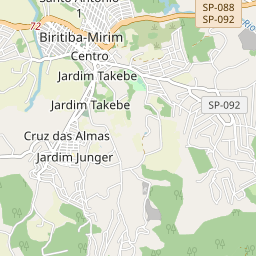 Santo Antônio
1
SP-088
SP-092
72
Biritiba-Mirim
Centro
Jardim Takebe
Jardim Takebe
SP-092
Cruz das Almas
Jardim Junger